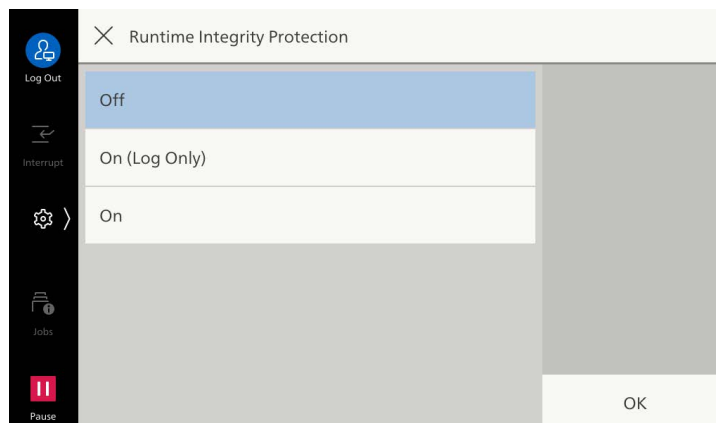 Runtime Integrity Protection
Log Out
Off
Interrupt
On (Log Only)
On
Jobs
Pause
OK